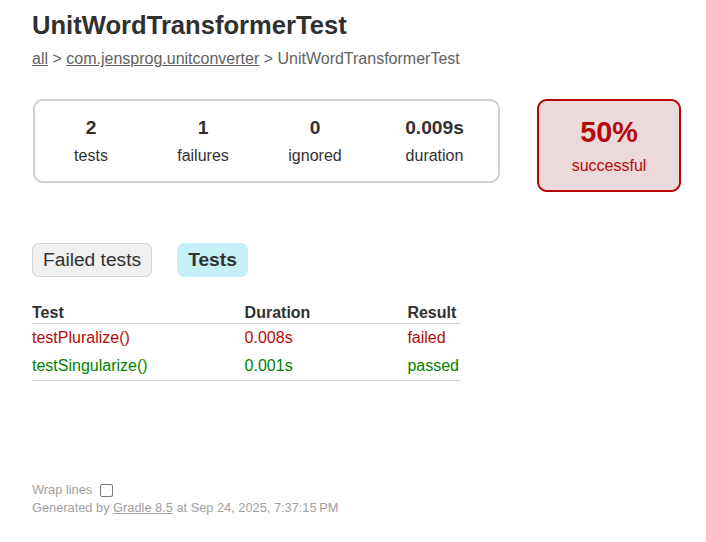 UnitWordTransformerTest
all > com.jensprog.unitconverter > UnitWordTransformerTest
2 1 0 0.009s
tests failures ignored duration
50%
successful
Failed tests Tests
Test Duration Result
testPluralize() 0.008s failed
testSingularize() 0.001s passed
Wrap lines
Generated by Gradle 8.5 at Sep 24, 2025, 7:37:15 PM